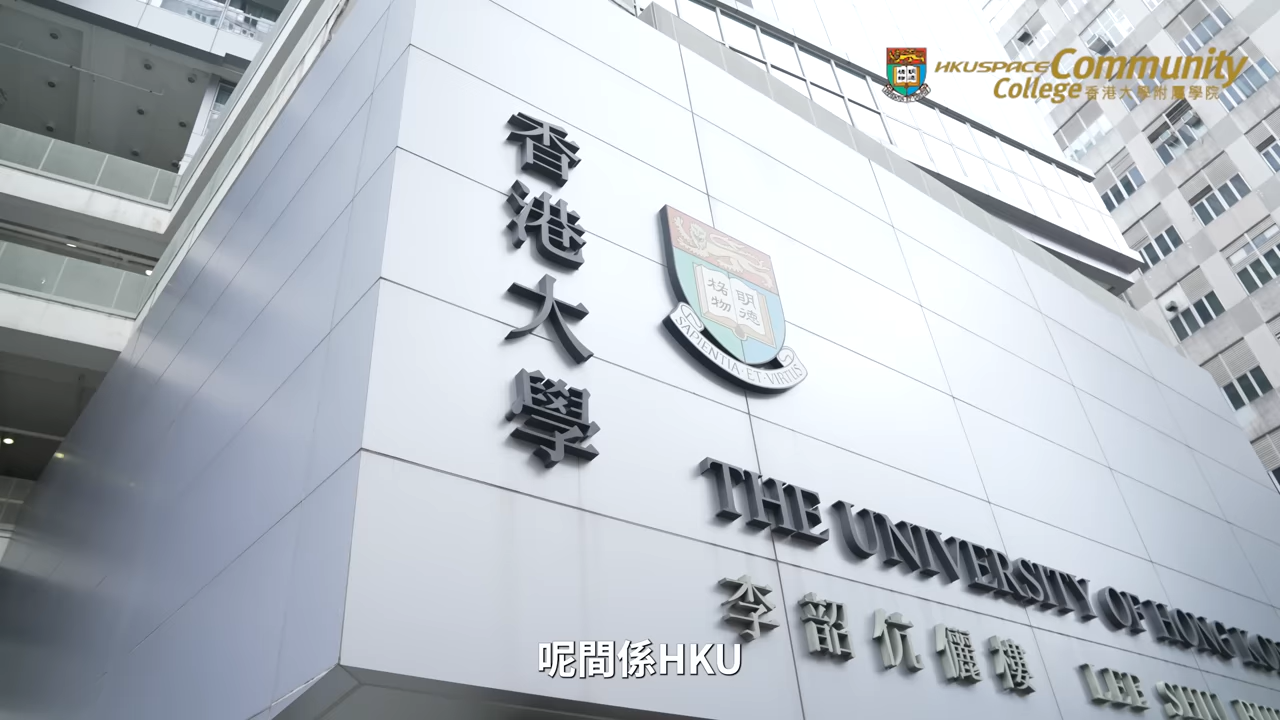 HKUSPACE Community
College 香港大學附屬學院
香港大學
格物
明德
SAPIENTIA·ET·VIRTUS
THE UNIVERSITY OF HONG KO
李韶伉儷樓
LEE SHIU
呢間係HKU